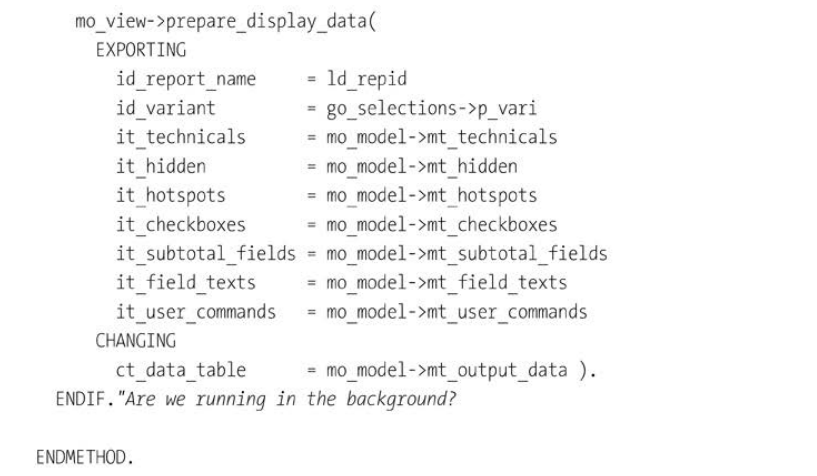 mo_view->prepare_display_data(
EXPORTING
id_report_name = ld_repid
id_variant = go_selections->p_vari
it_technicals = mo_model->mt_technicals
it_hidden = mo_model->mt_hidden
it_hotspots = mo_model->mt_hotspots
it_checkboxes = mo_model->mt_checkboxes
it_subtotal_fields = mo_model->mt_subtotal_fields
it_field_texts = mo_model->mt_field_texts
it_user_commands = mo_model->mt_user_commands
CHANGING
ct_data_table = mo_model->mt_output_data ).
ENDIF."Are we running in the background?
ENDMETHOD.